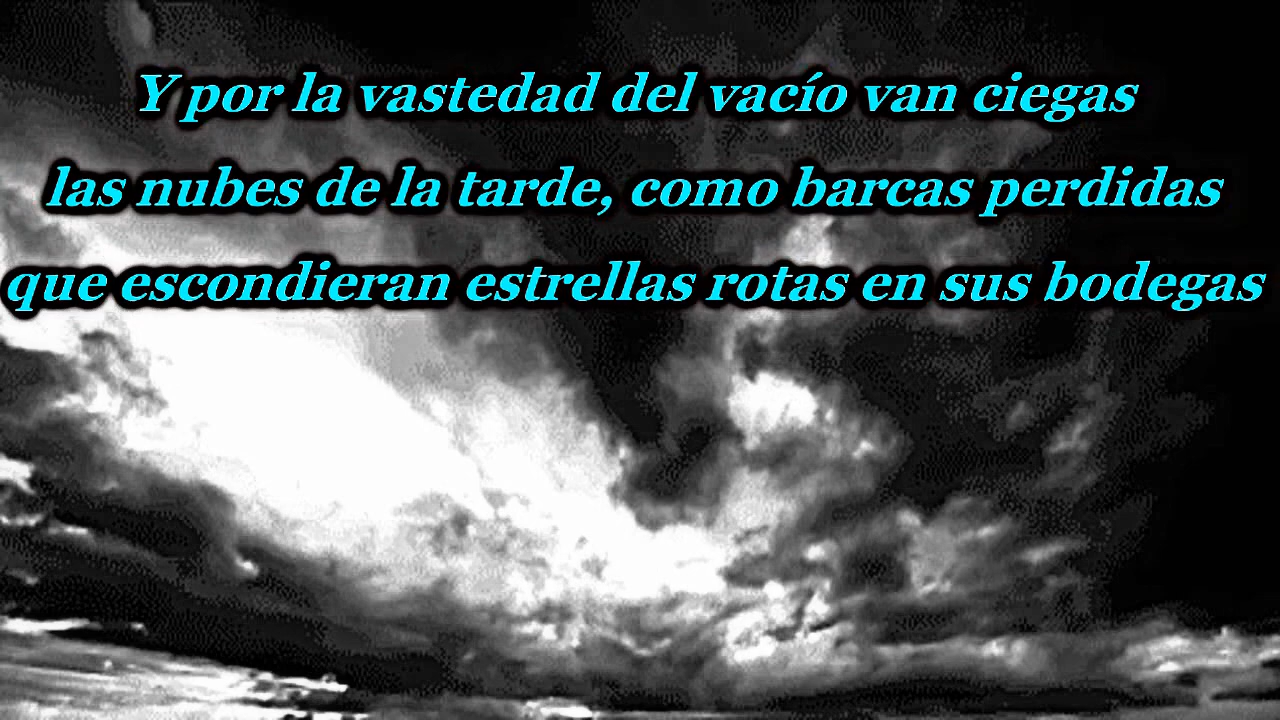 Y por la vastedad del vacío van ciegas
las nubes de la tarde, como barcas perdidas
que escondieran estrellas rotas en sus bodegas